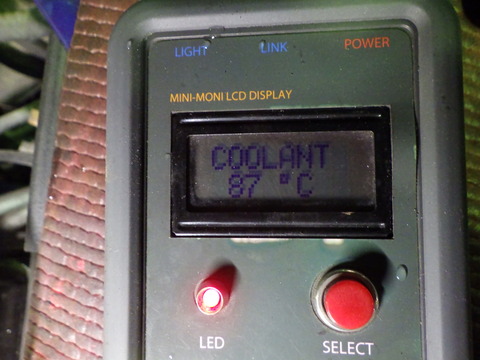 LIGHT LINK POWER
MINI-MONI LCD DISPLAY
COOLANT
87 °C
LED SELECT